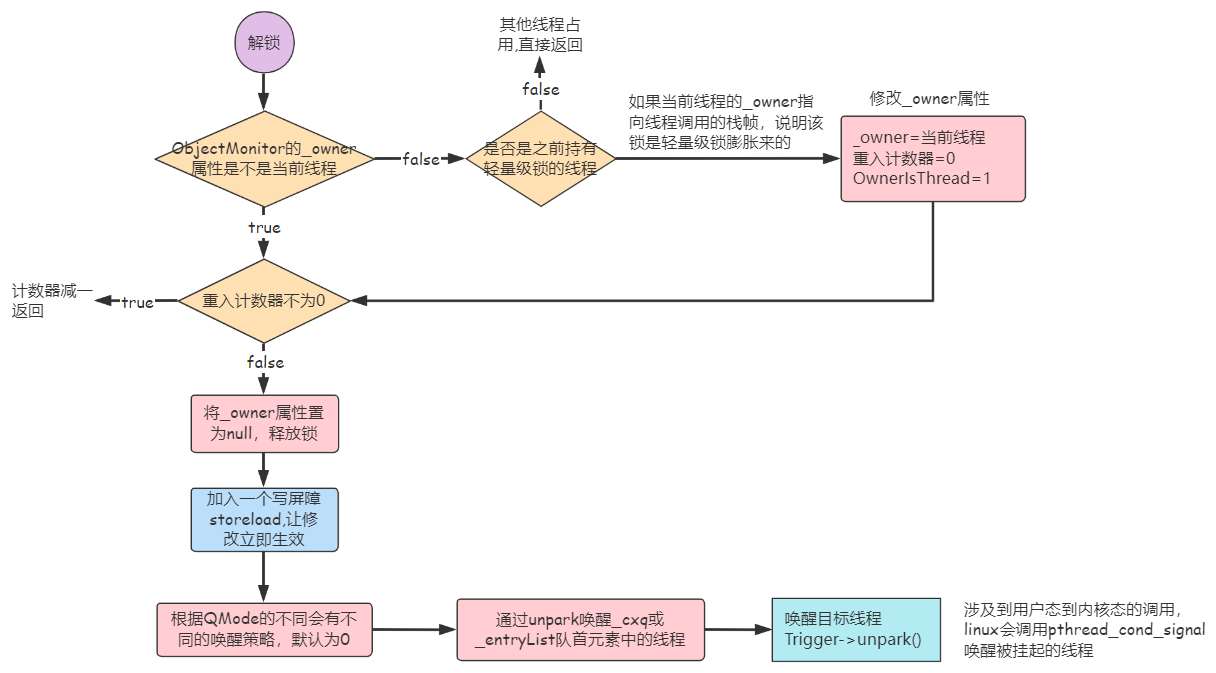 解锁
其他线程占
用,直接返回
false
ObjectMonitor的_owner
属性是不是当前线程
false
是否是之前持有
轻量级锁的线程
如果当前线程的_owner指
向线程调用的栈帧，说明该
锁是轻量级锁膨胀来的
修改_owner属性
_owner=当前线程
重入计数器=0
OwnerIsThread=1
true
计数器减一
返回
true
重入计数器不为0
false
将_owner属性置
为null，释放锁
加入一个写屏障
storeload,让修
改立即生效
根据QMode的不同会有不
同的唤醒策略，默认为0
通过unpark唤醒_cxq或
_entryList队首元素中的线程
唤醒目标线程
Trigger->unpark()
涉及到用户态到内核态的调用，
linux会调用pthread_cond_signal
唤醒被挂起的线程